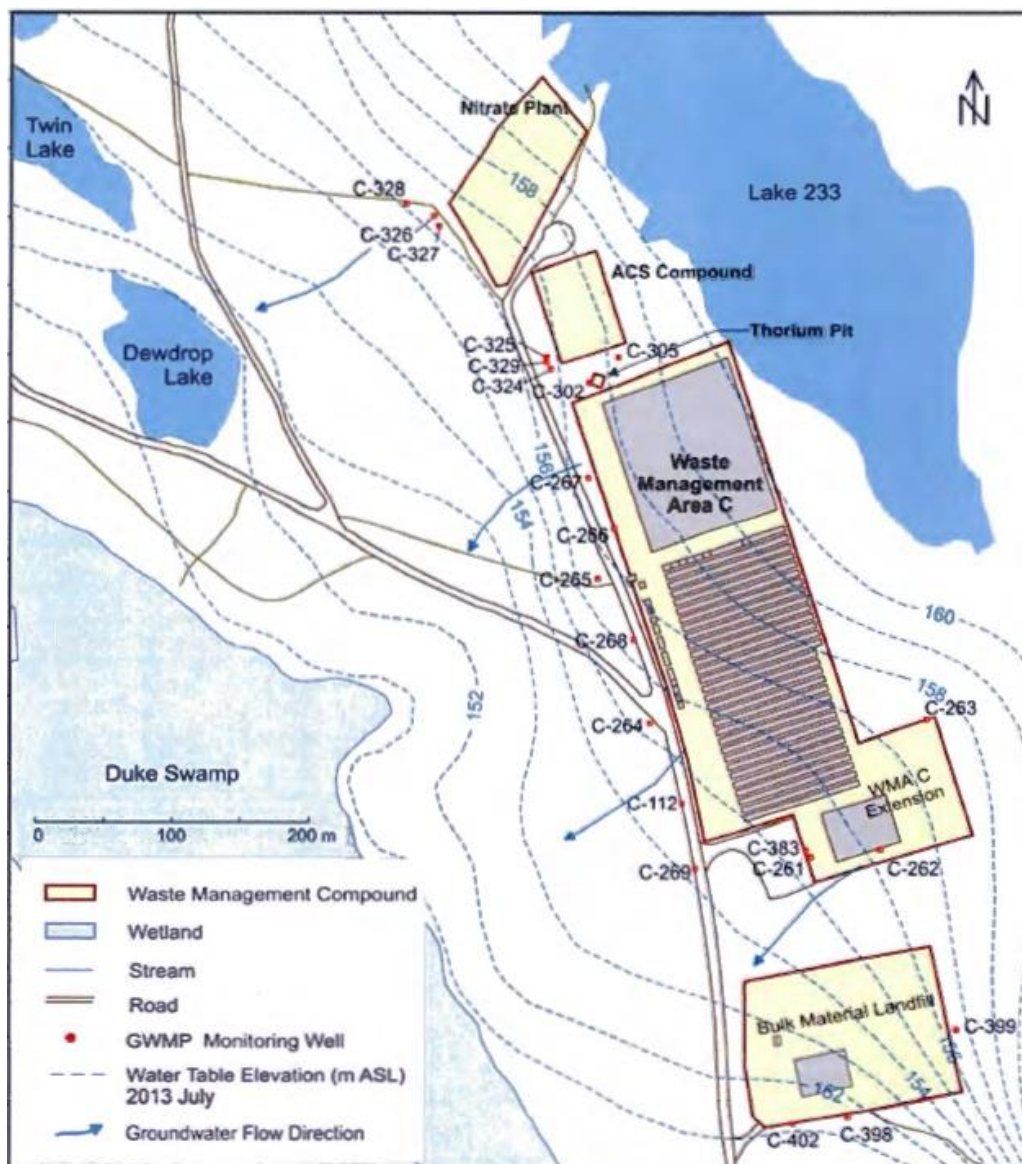 Nitrate Plant
N
Twin
Lake
158
Lake 233
C-328
C-326
C-327
ACS Compound
Thorium Pit
C-325
C-305
C-329
C-324
C-302
Dewdrop
Lake
156
Waste
Management
Area C
C-267
154
C-266
C-265
160
C-268
158
152
C-263
C-264
Duke Swamp
WMA C
Extension
C-112
0 100 200 m
C-383
C-261
C-262
C-269
Waste Management Compound
Wetland
Stream
Road
GWMP Monitoring Well
Water Table Elevation (m ASL)
2013 July
Groundwater Flow Direction
Bulk Material Landfill
C-399
156
154
162
C-398
C-402